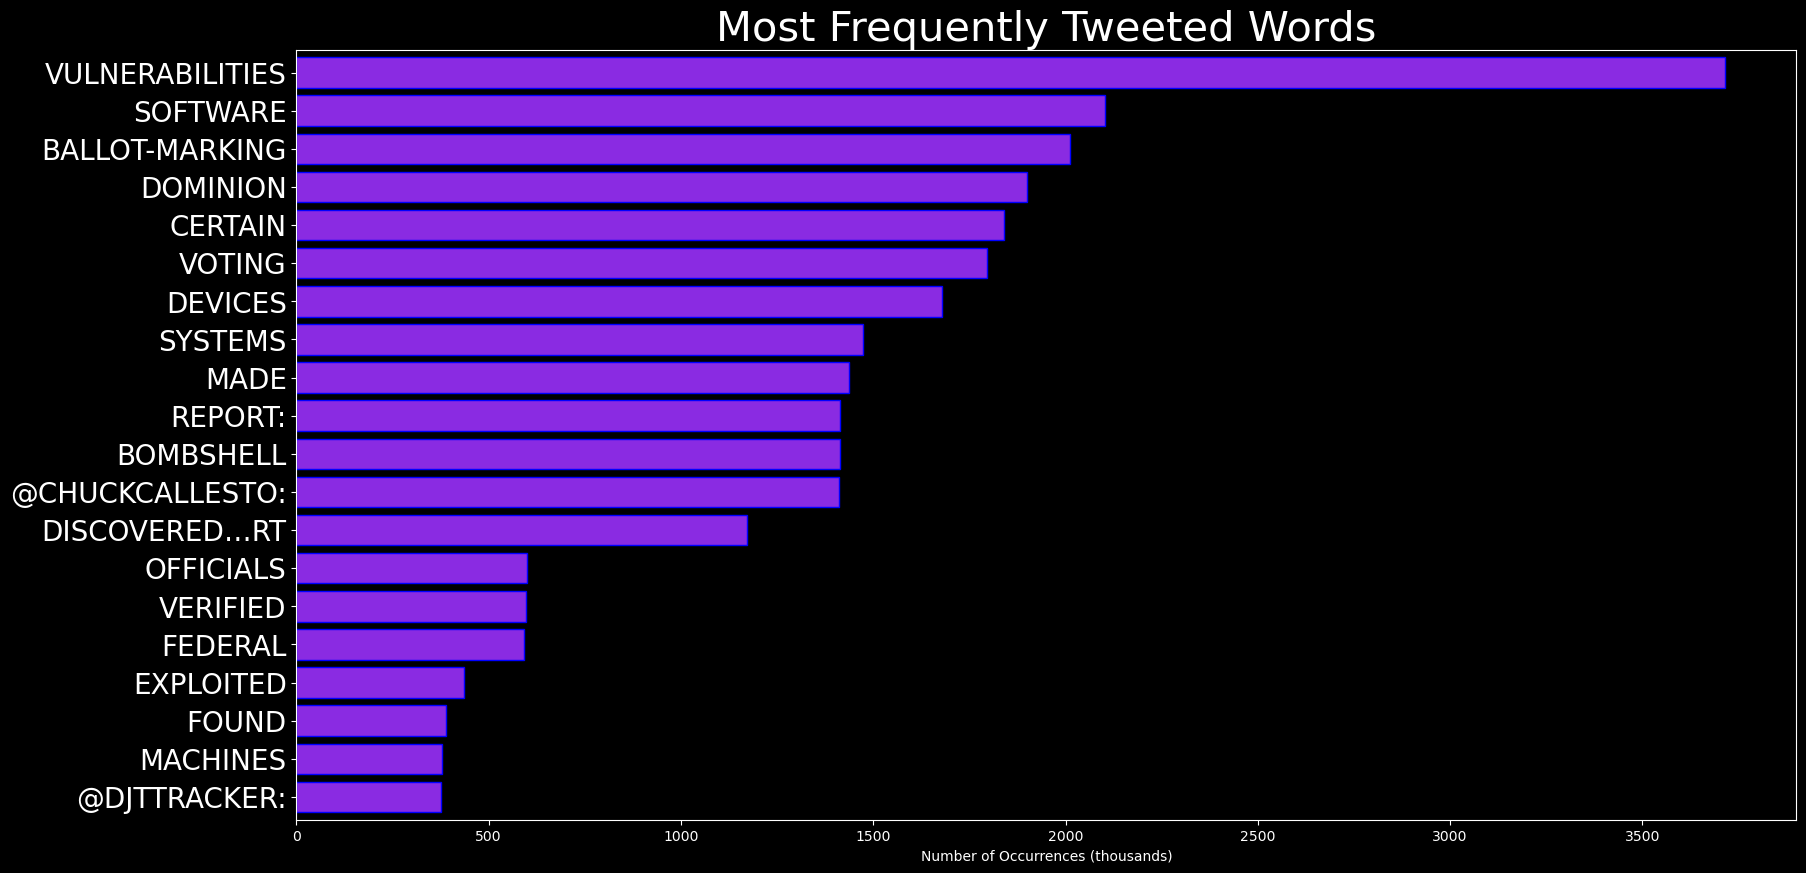 Most Frequently Tweeted Words
VULNERABILITIES
SOFTWARE
BALLOT-MARKING
DOMINION
CERTAIN
VOTING
DEVICES
SYSTEMS
MADE
REPORT:
BOMBSHELL
@CHUCKCALLESTO:
DISCOVERED…RT
OFFICIALS
VERIFIED
FEDERAL
EXPLOITED
FOUND
MACHINES
@DJTTRACKER:
0 500 1000 1500 2000 2500 3000 3500
Number of Occurrences (thousands)